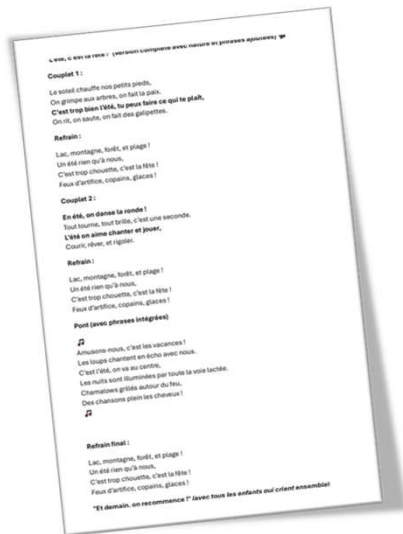 L'été, c'est la fête ! (version complète avec nature et phrases ajoutées)
Couplet 1 :
Le soleil chauffe nos petits pieds,
On grimpe aux arbres, on fait la paix.
C'est trop bien l'été, tu peux faire ce qui te plaît,
On rit, on saute, on fait des galipettes.
Refrain :
Lac, montagne, forêt, et plage !
Un été rien qu'à nous,
C'est trop chouette, c'est la fête !
Feux d'artifice, copains, glaces !
Couplet 2 :
En été, on danse la ronde !
Tout tourne, tout brille, c'est une seconde.
L'été on aime chanter et jouer,
Courir, rêver, et rigoler.
Refrain :
Lac, montagne, forêt, et plage !
Un été rien qu'à nous,
C'est trop chouette, c'est la fête !
Feux d'artifice, copains, glaces !
Pont (avec phrases intégrées)
Amusons-nous, c'est les vacances !
Les loups chantent en écho avec nous.
C'est l'été, on va au centre,
Les nuits sont illuminées par toute la voie lactée.
Chamalows grillés autour du feu,
Des chansons plein les cheveux !
Refrain final :
Lac, montagne, forêt, et plage !
Un été rien qu'à nous,
C'est trop chouette, c'est la fête !
Feux d'artifice, copains, glaces !
"Et demain, on recommence !" (avec tous les enfants qui crient ensemble)